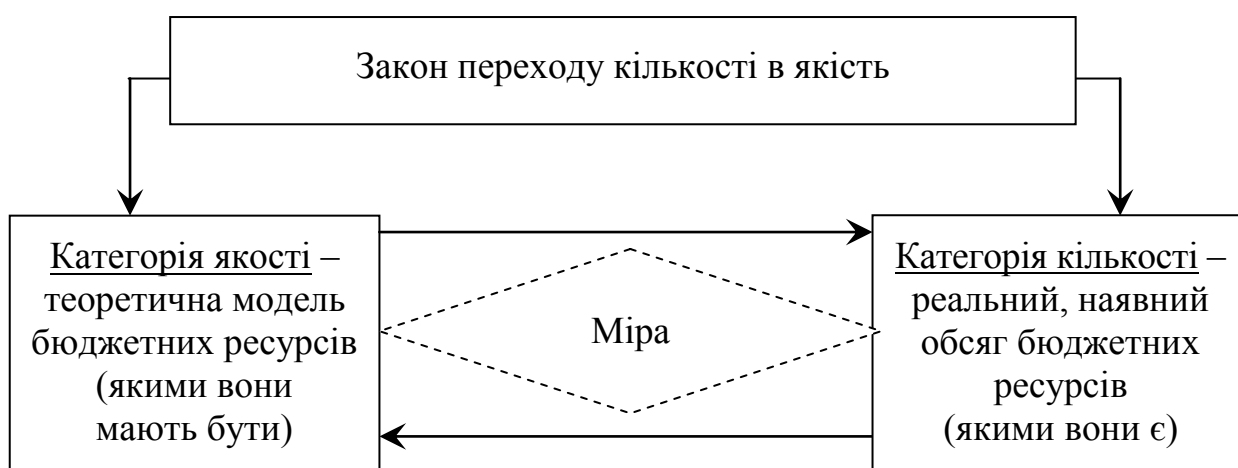 Закон переходу кількості в якість
Категорія якості –
теоретична модель
бюджетних ресурсів
(якими вони
мають бути)
Міра
Категорія кількості –
реальний, наявний
обсяг бюджетних
ресурсів
(якими вони є)